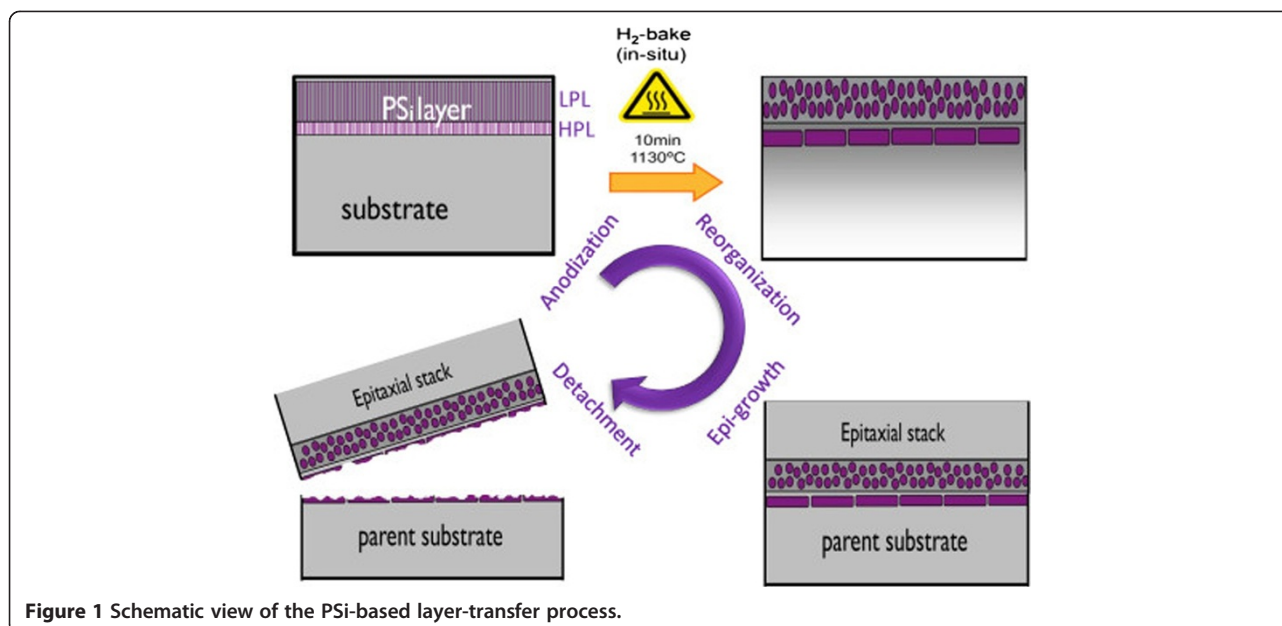 H2-bake
(in-situ)
PSi layer
LPL
HPL
substrate
10min
1130ºC
Anodization
Reorganization
Epi-growth
Detachment
Epitaxial stack
parent substrate
Epitaxial stack
parent substrate
Figure 1 Schematic view of the PSi-based layer-transfer process.